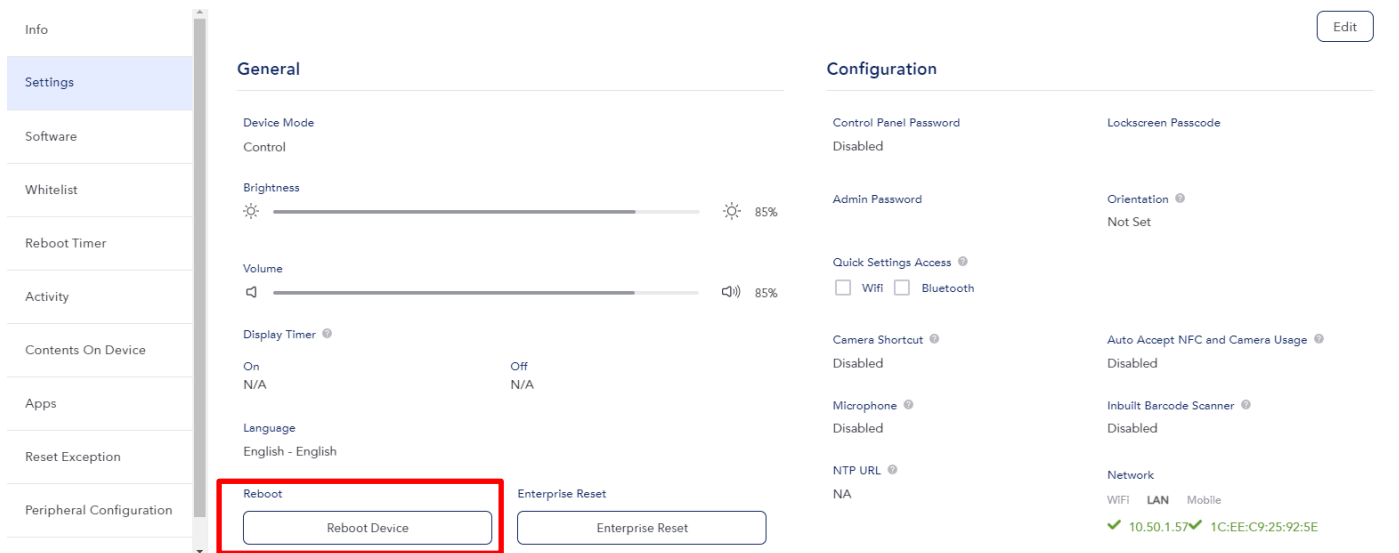 Info
Settings
Software
Whitelist
Reboot Timer
Activity
Contents On Device
Apps
Reset Exception
Peripheral Configuration
Edit
General
Device Mode
Control
Brightness
85%
Volume
85%
Display Timer
On
N/A
Off
N/A
Language
English - English
Reboot
Reboot Device
Enterprise Reset
Enterprise Reset
Configuration
Control Panel Password
Disabled
Lockscreen Passcode
Admin Password
Orientation
Not Set
Quick Settings Access
Wifi Bluetooth
Camera Shortcut
Disabled
Auto Accept NFC and Camera Usage
Disabled
Microphone
Disabled
Inbuilt Barcode Scanner
Disabled
NTP URL
NA
Network
WiFi LAN Mobile
10.50.1.57 1C:EE:C9:25:92:5E